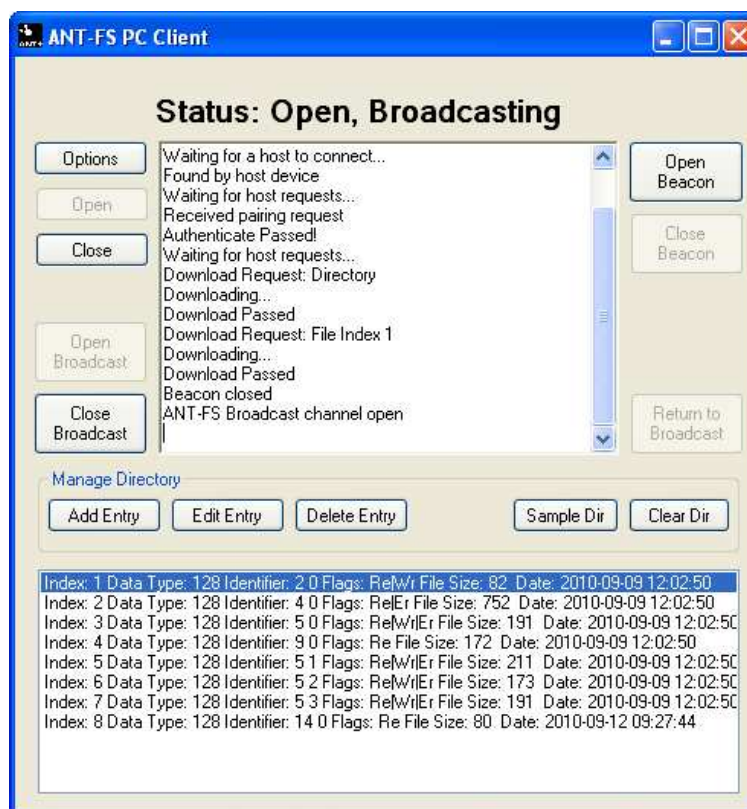 ANT+
ANT-FS PC Client
Status: Open, Broadcasting
Options
Open
Close
Open
Broadcast
Close
Broadcast
Waiting for a host to connect...
Found by host device
Waiting for host requests...
Received pairing request
Authenticate Passed!
Waiting for host requests...
Download Request: Directory
Downloading...
Download Passed
Download Request: File Index 1
Downloading...
Download Passed
Beacon closed
ANT-FS Broadcast channel open
Open
Beacon
Close
Beacon
Return to
Broadcast
Manage Directory
Add Entry
Edit Entry
Delete Entry
Sample Dir
Clear Dir
Index: 1 Data Type: 128 Identifier: 2 0 Flags: Re|Wr File Size: 82 Date: 2010-09-09 12:02:50
Index: 2 Data Type: 128 Identifier: 4 0 Flags: Re|Er File Size: 752 Date: 2010-09-09 12:02:50
Index: 3 Data Type: 128 Identifier: 5 0 Flags: Re|Wr|Er File Size: 191 Date: 2010-09-09 12:02:50
Index: 4 Data Type: 128 Identifier: 9 0 Flags: Re File Size: 172 Date: 2010-09-09 12:02:50
Index: 5 Data Type: 128 Identifier: 5 1 Flags: Re|Wr|Er File Size: 211 Date: 2010-09-09 12:02:50
Index: 6 Data Type: 128 Identifier: 5 2 Flags: Re|Wr|Er File Size: 173 Date: 2010-09-09 12:02:50
Index: 7 Data Type: 128 Identifier: 5 3 Flags: Re|Wr|Er File Size: 191 Date: 2010-09-09 12:02:50
Index: 8 Data Type: 128 Identifier: 14 0 Flags: Re File Size: 80 Date: 2010-09-12 09:27:44